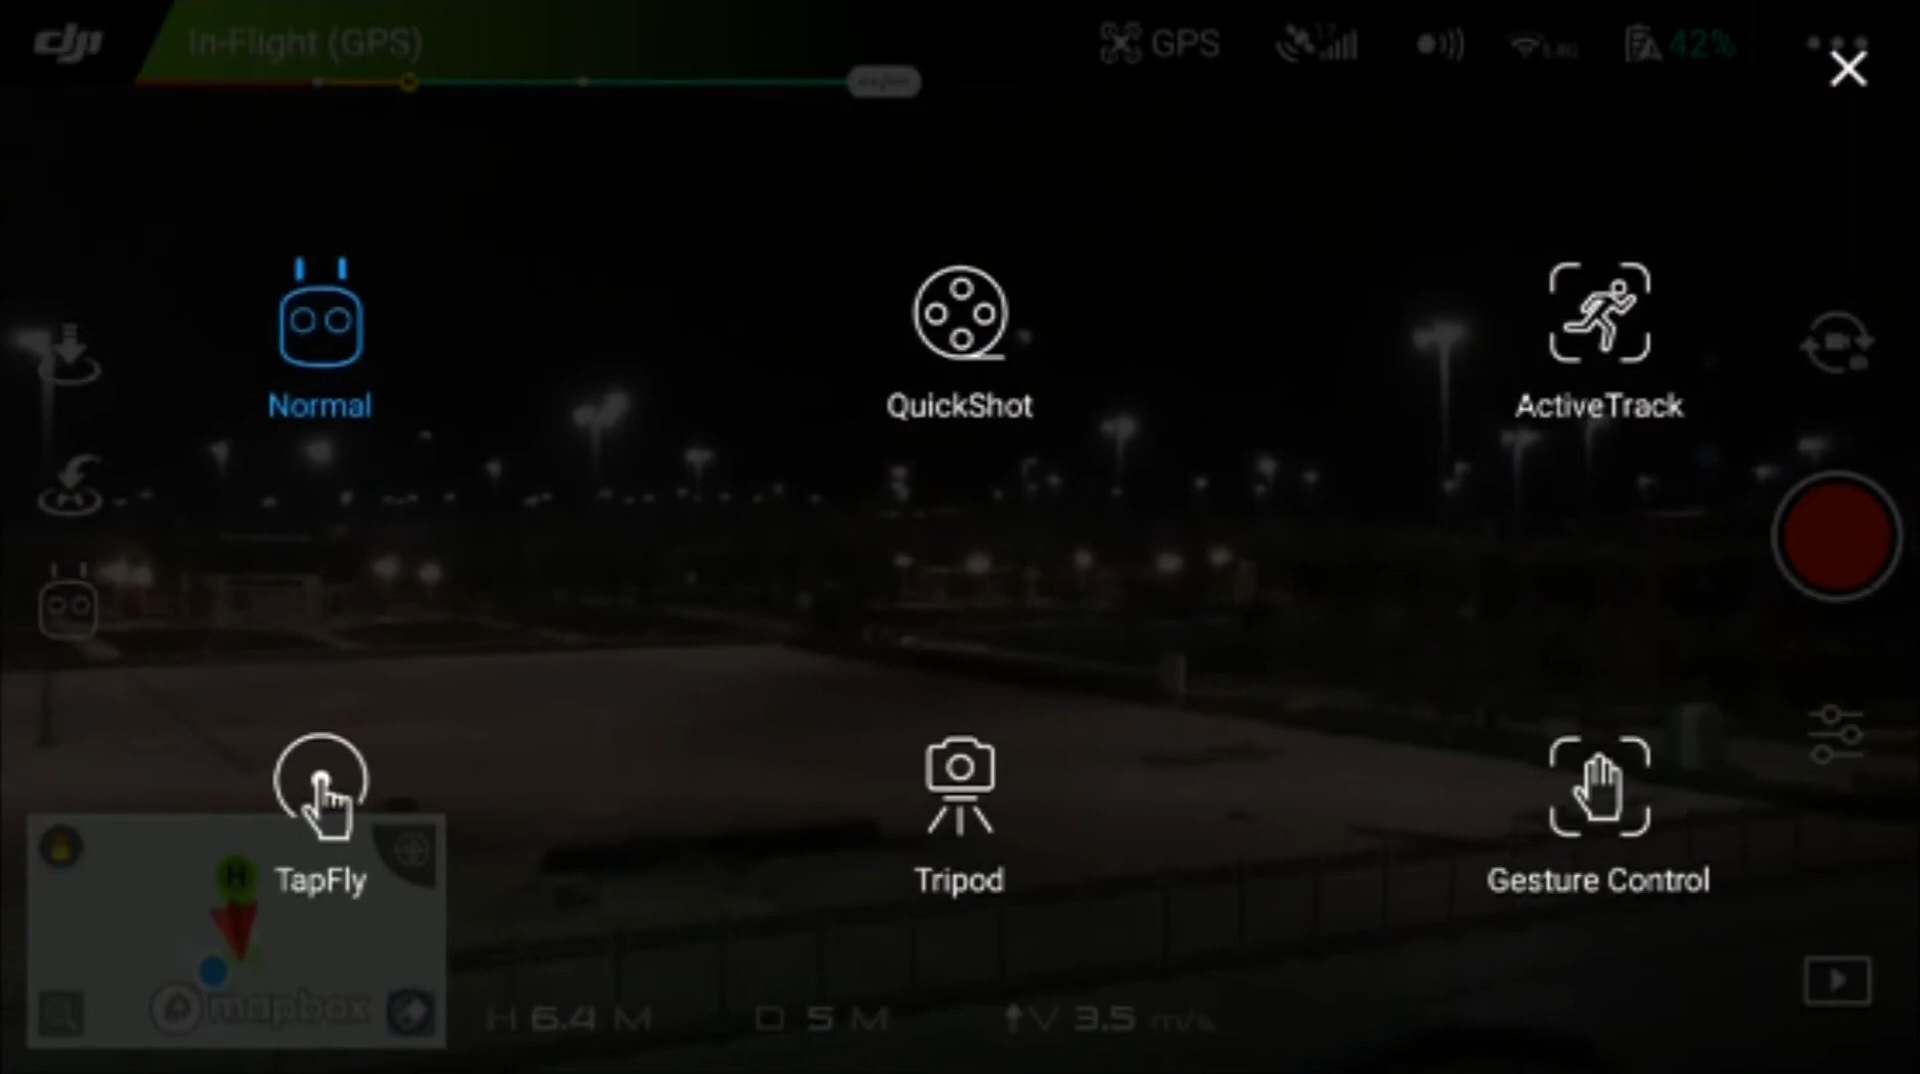 dji In-Flight (GPS) GPS 17 42%
Normal QuickShot ActiveTrack
TapFly Tripod Gesture Control
H
mapbox
H 6.4 M D 5 M V 3.5 m/s